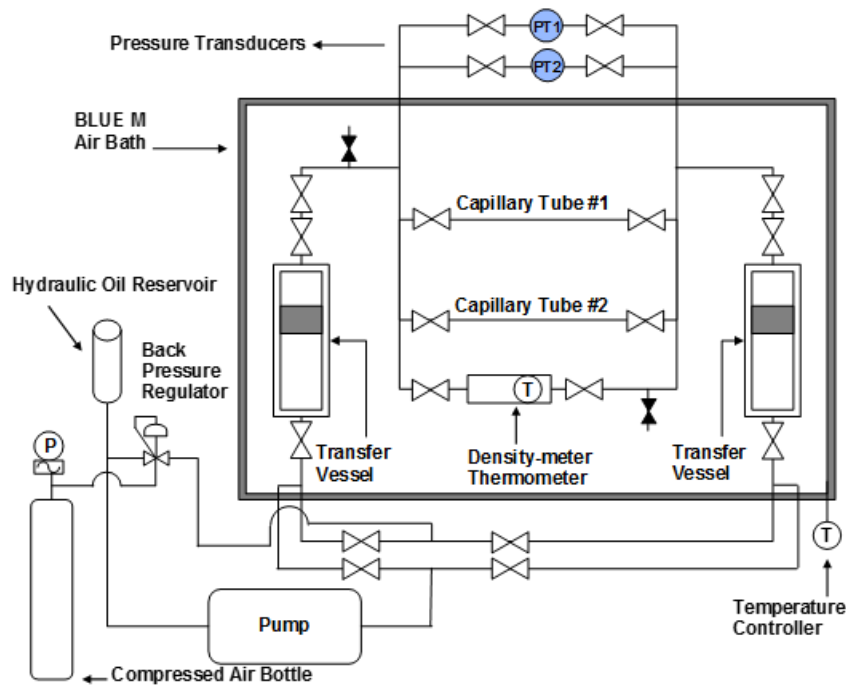 PT1
Pressure Transducers
PT2
BLUE M
Air Bath
Capillary Tube #1
Hydraulic Oil Reservoir
Capillary Tube #2
Back
Pressure
Regulator
T
P
Transfer
Vessel
Density-meter
Thermometer
Transfer
Vessel
T
Pump
Temperature
Controller
Compressed Air Bottle